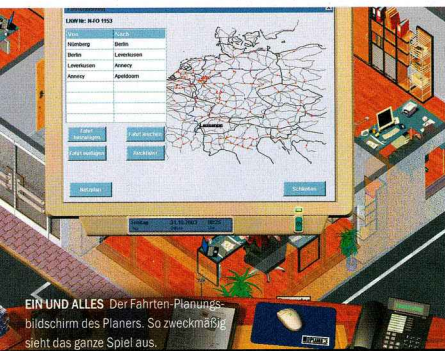 LKW Nr: N-FO 1153
Von Nach
Nürnberg Berlin
Berlin Leverkusen
Leverkusen Annecy
Annecy Apeldoorn
Fahrt hinzufügen Fahrt löschen
Fahrt einfügen Rückfahrt
Netzplan Schließen
EIN UND ALLES Der Fahrten-Planungs-
bildschirm des Planers. So zweckmäßig
sieht das ganze Spiel aus.